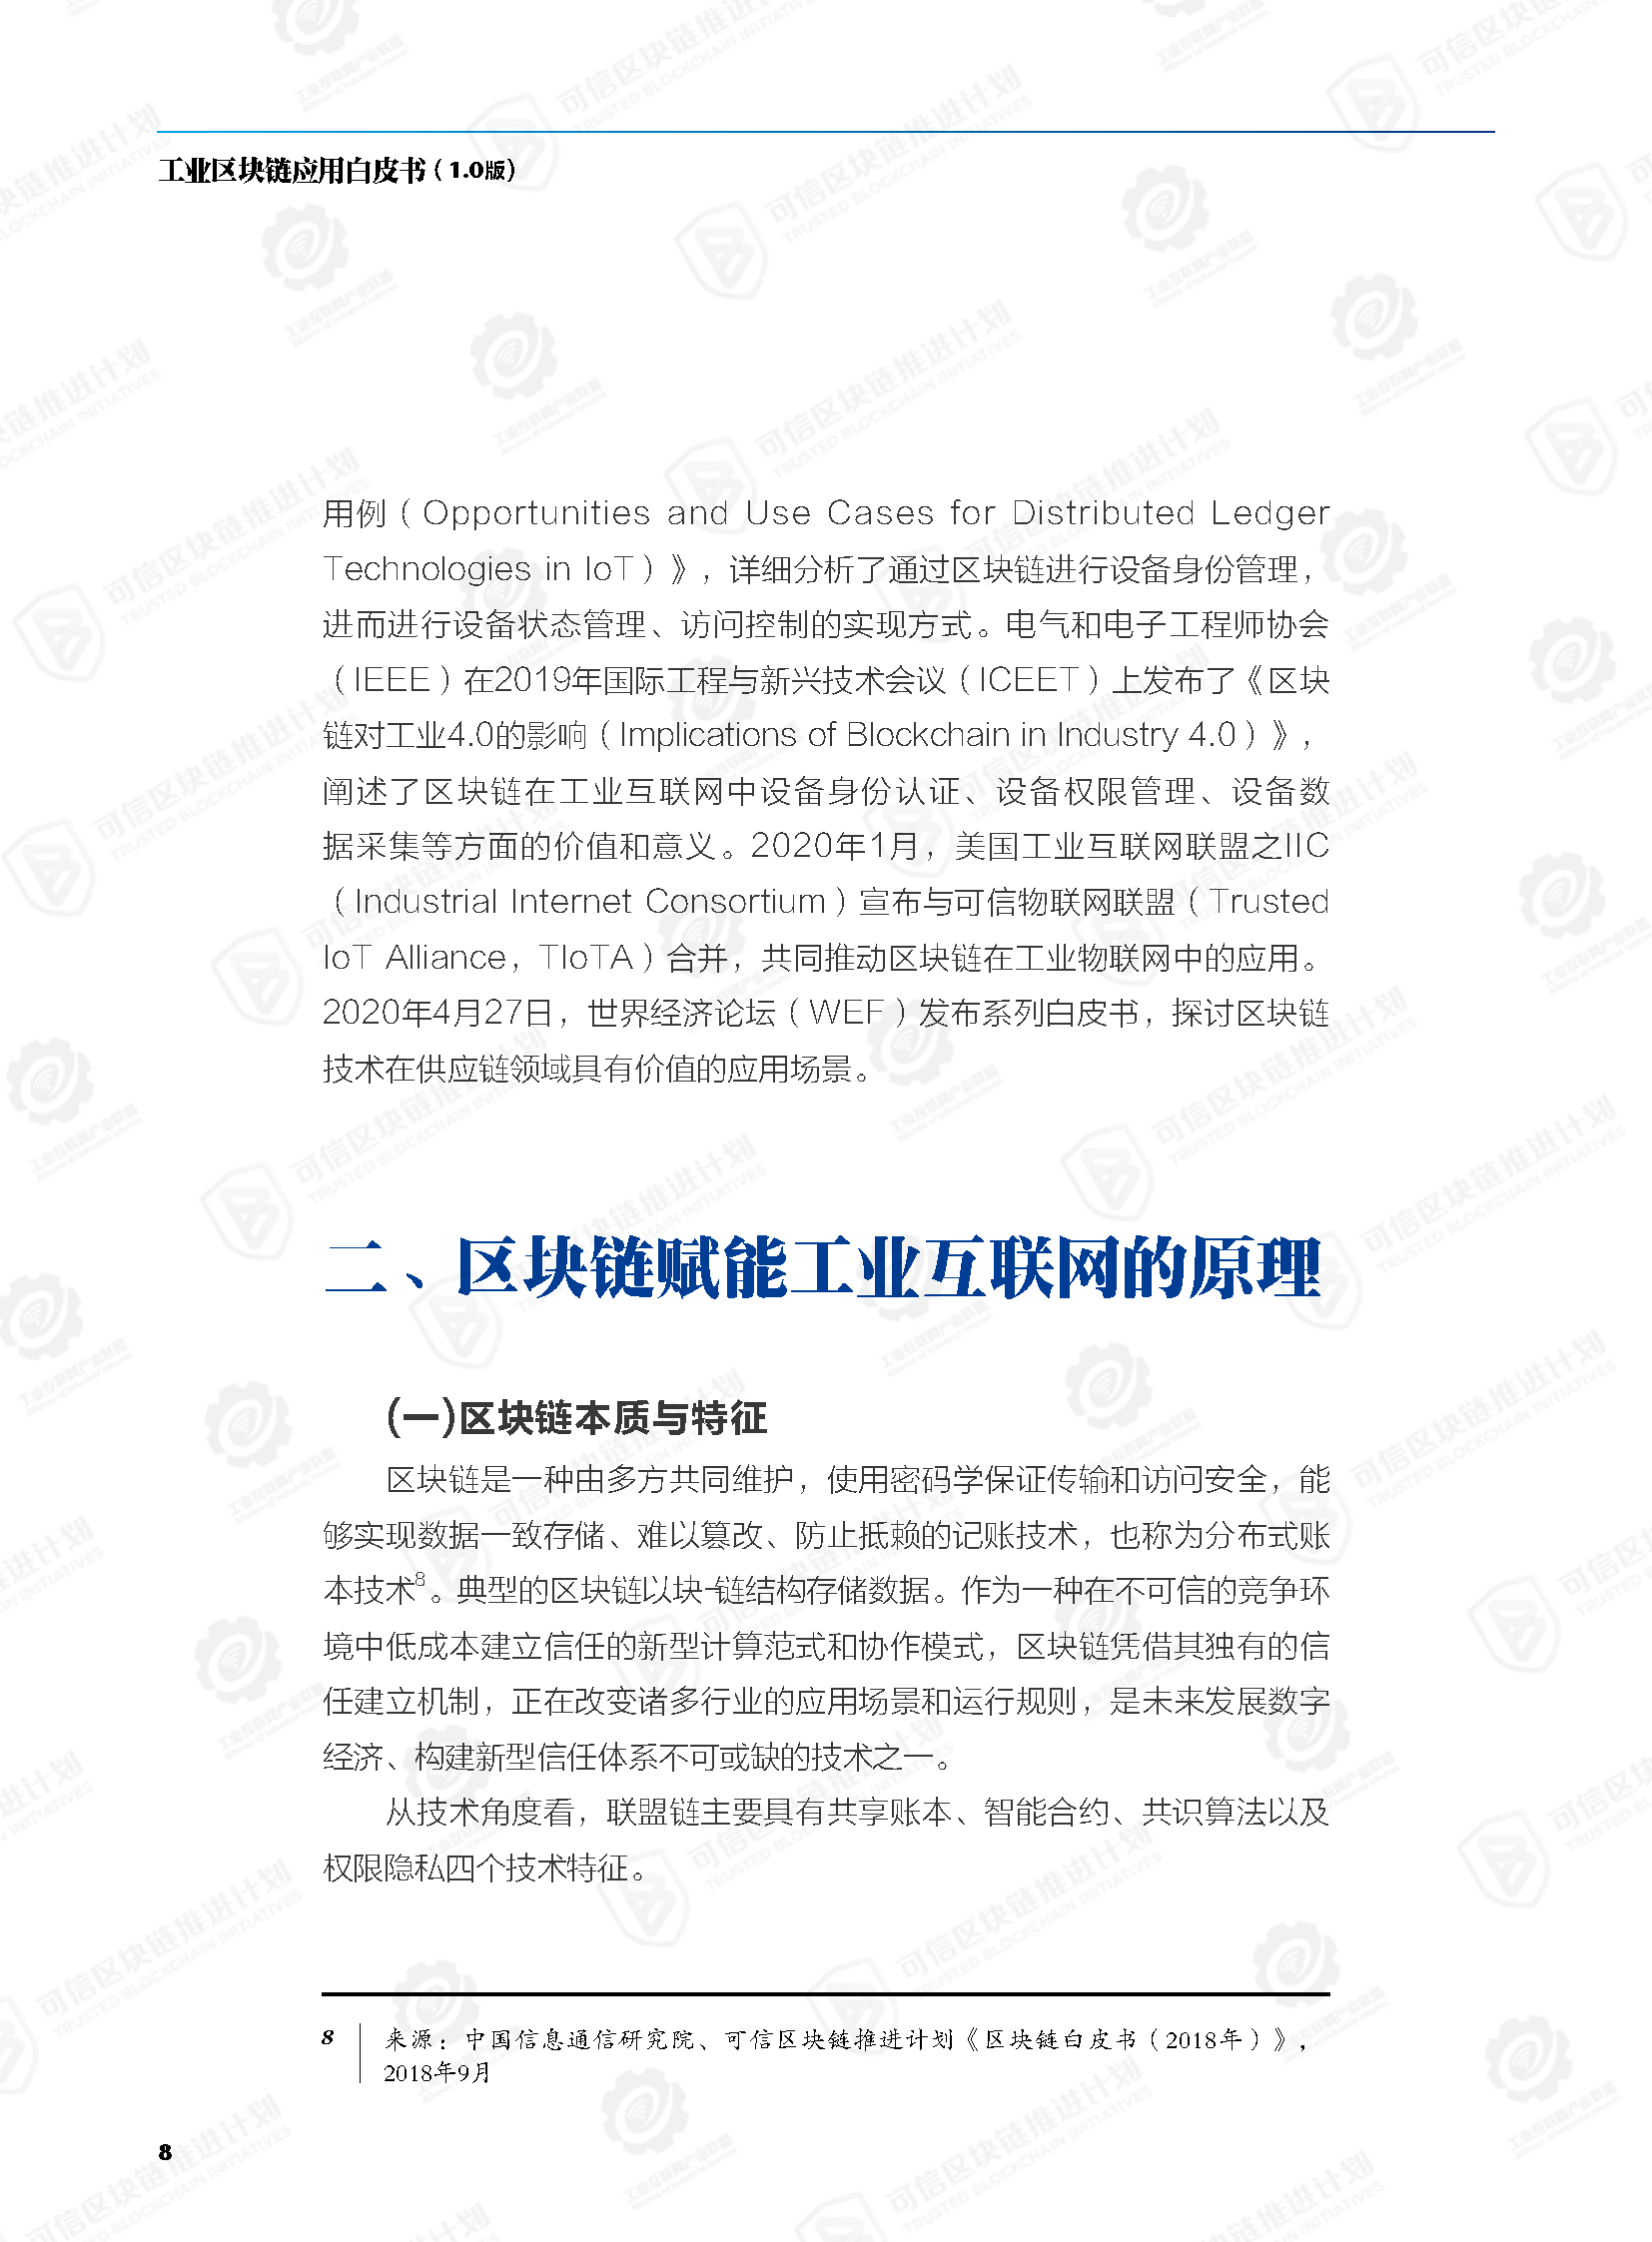 工业区块链应用白皮书（1.0版）
用例（Opportunities and Use Cases for Distributed Ledger
Technologies in IoT）》，详细分析了通过区块链进行设备身份管理，
进而进行设备状态管理、访问控制的实现方式。电气和电子工程师协会
（IEEE）在2019年国际工程与新兴技术会议（ICEET）上发布了《区块
链对工业4.0的影响（Implications of Blockchain in Industry 4.0）》，
阐述了区块链在工业互联网中设备身份认证、设备权限管理、设备数
据采集等方面的价值和意义。2020年1月，美国工业互联网联盟之IIC
（Industrial Internet Consortium）宣布与可信物联网联盟（Trusted
IoT Alliance，TIoTA）合并，共同推动区块链在工业物联网中的应用。
2020年4月27日，世界经济论坛（WEF）发布系列白皮书，探讨区块链
技术在供应链领域具有价值的应用场景。
二、区块链赋能工业互联网的原理
(一)区块链本质与特征
区块链是一种由多方共同维护，使用密码学保证传输和访问安全，能
够实现数据一致存储、难以篡改、防止抵赖的记账技术，也称为分布式账
本技术8。典型的区块链以块-链结构存储数据。作为一种在不可信的竞争环
境中低成本建立信任的新型计算范式和协作模式，区块链凭借其独有的信
任建立机制，正在改变诸多行业的应用场景和运行规则，是未来发展数字
经济、构建新型信任体系不可或缺的技术之一。
从技术角度看，联盟链主要具有共享账本、智能合约、共识算法以及
权限隐私四个技术特征。
8 来源：中国信息通信研究院、可信区块链推进计划《区块链白皮书（2018年）》，
2018年9月
8
可信区块链推进计划
TRUSTED BLOCKCHAIN INITIATIVES
工业互联网产业联盟
Alliance of Industrial Internet